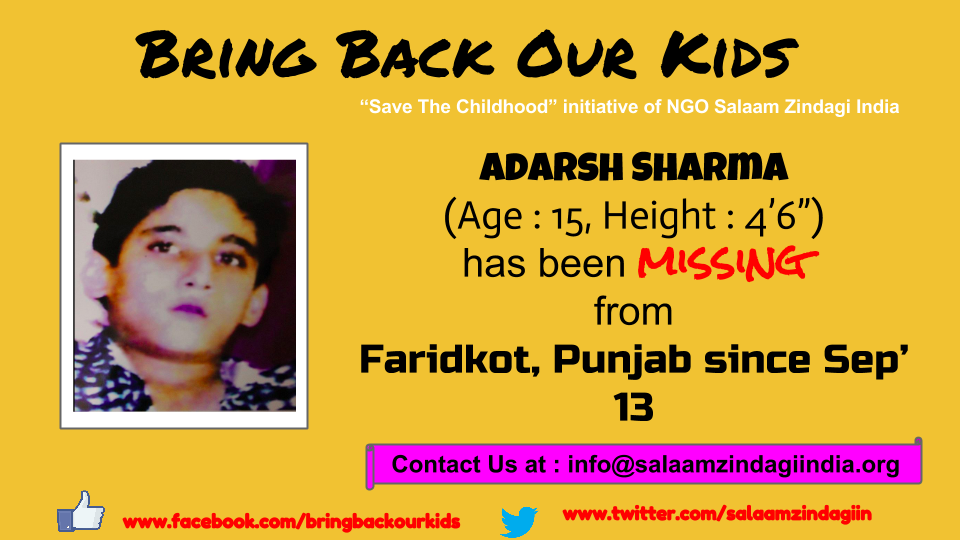 BRING BACK OUR KIDS
“Save The Childhood” initiative of NGO Salaam Zindagi India
ADARSH SHARMA
(Age : 15, Height : 4’6”)
has been MISSING
from
Faridkot, Punjab since Sep’
13
Contact Us at : info@salaamzindagiindia.org
www.facebook.com/bringbackourkids
www.twitter.com/salaamzindagiin